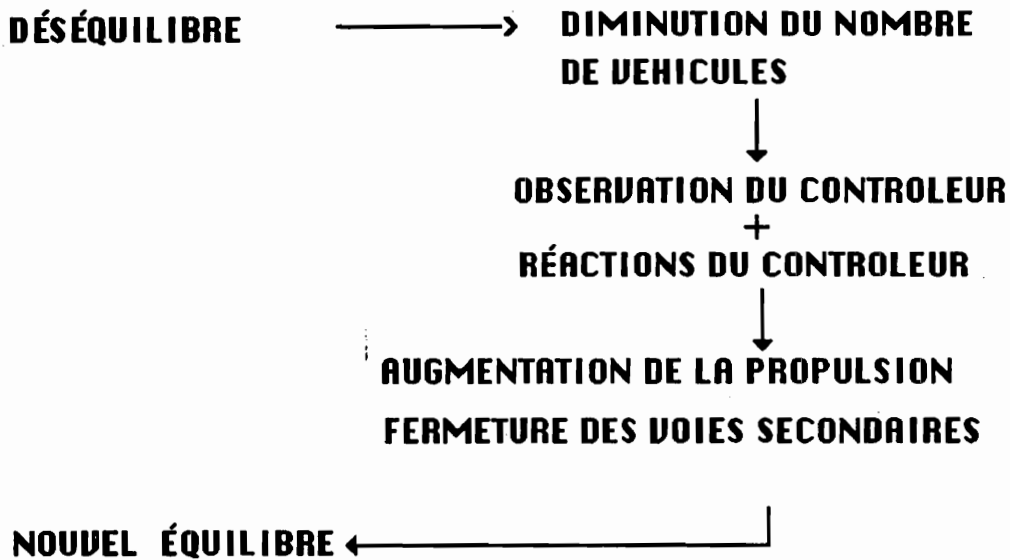 DÉSÉQUILIBRE
DIMINUTION DU NOMBRE
DE VEHICULES
OBSERVATION DU CONTROLEUR
+
RÉACTIONS DU CONTROLEUR
AUGMENTATION DE LA PROPULSION
FERMETURE DES VOIES SECONDAIRES
NOUVEL ÉQUILIBRE